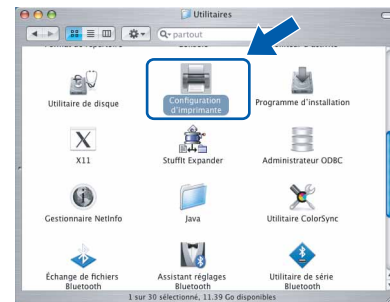 Utilitaires
partout
Utilitaire de disque
Configuration
d'imprimante
Programme d'installation
X11
StuffIt Expander
Administrateur ODBC
Gestionnaire NetInfo
Java
Utilitaire ColorSync
Échange de fichiers
Bluetooth
Assistant réglages
Bluetooth
Utilitaire de série
Bluetooth
1 sur 30 sélectionné, 11.39 Go disponibles